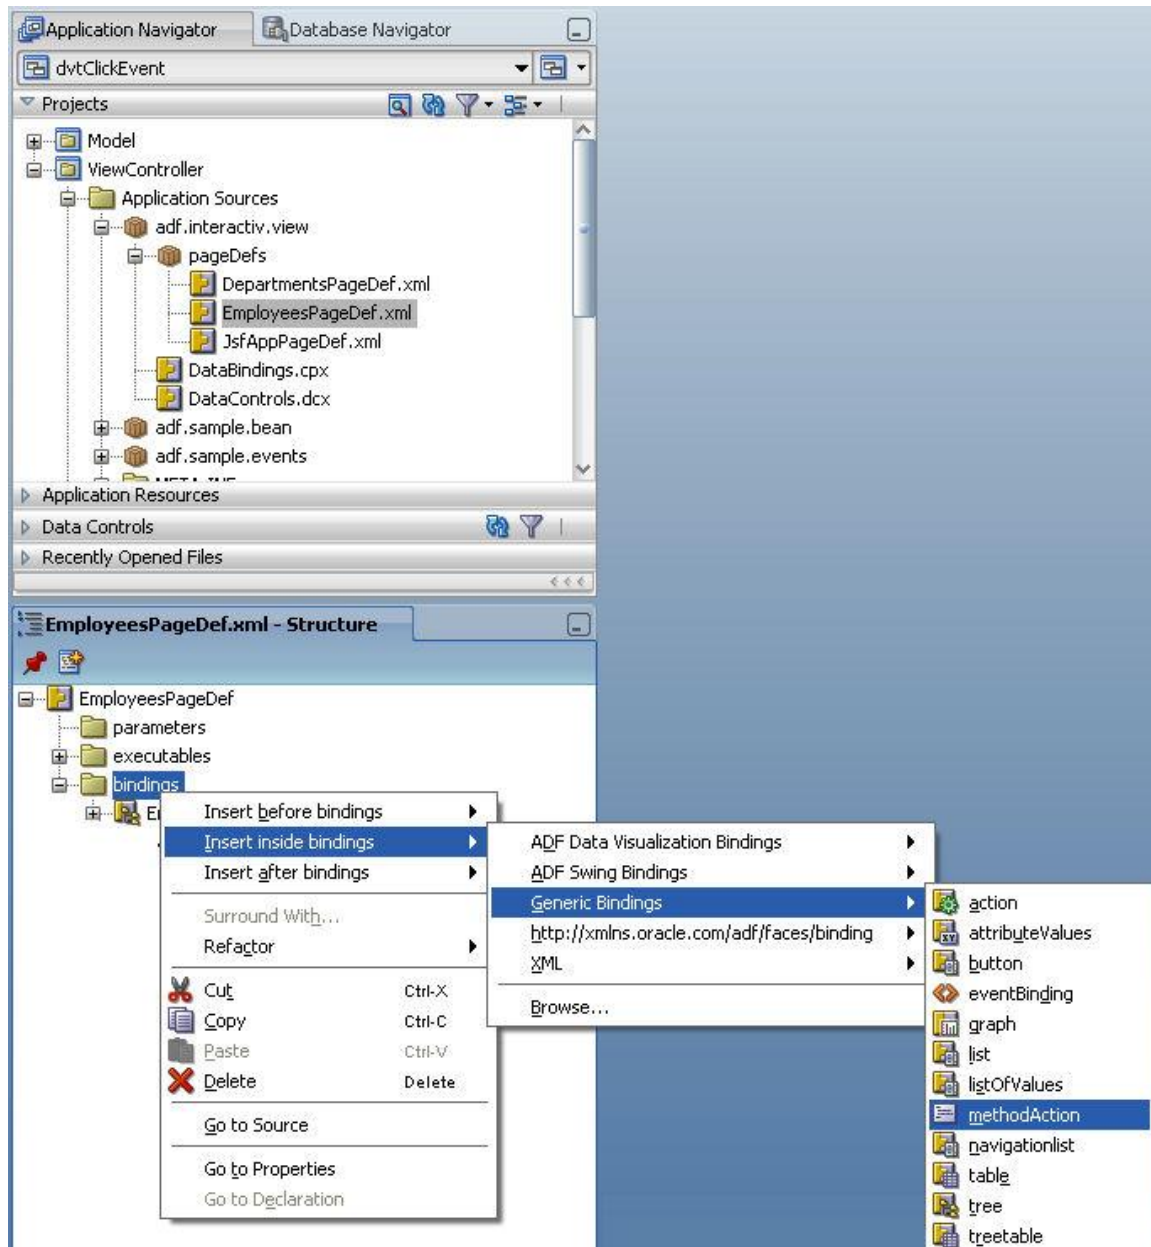 Application Navigator Database Navigator
dvtClickEvent
Projects
Model
ViewController
Application Sources
adf.interactiv.view
pageDefs
DepartmentsPageDef.xml
EmployeesPageDef.xml
JsfAppPageDef.xml
DataBindings.cpx
DataControls.dcx
adf.sample.bean
adf.sample.events
Application Resources
Data Controls
Recently Opened Files
EmployeesPageDef.xml - Structure
EmployeesPageDef
parameters
executables
bindings
Insert before bindings
Insert inside bindings
Insert after bindings
Surround With...
Refactor
Cut Ctrl-X
Copy Ctrl-C
Paste Ctrl-V
Delete Delete
Go to Source
Go to Properties
Go to Declaration
ADF Data Visualization Bindings
ADF Swing Bindings
Generic Bindings
http://xmlns.oracle.com/adf/faces/binding
XML
Browse...
action
attributeValues
button
eventBinding
graph
list
listOfValues
methodAction
navigationlist
table
tree
treetable